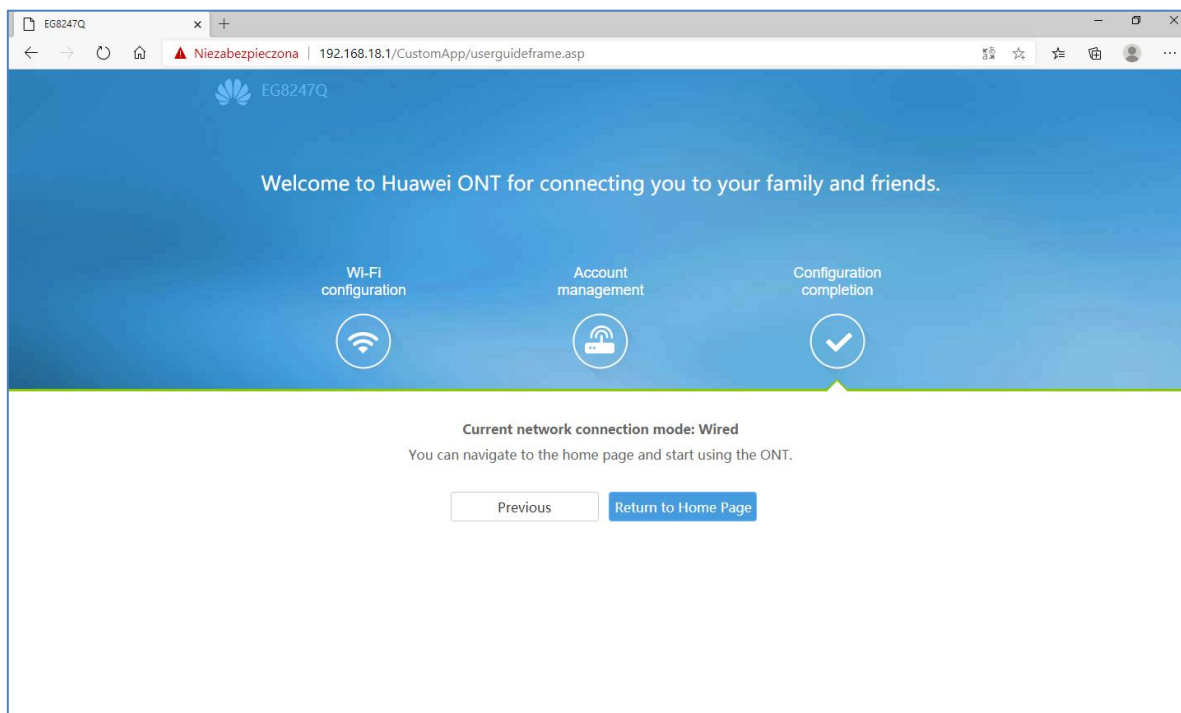 EG8247Q
Niezabezpieczona | 192.168.18.1/CustomApp/userguideframe.asp
EG8247Q
Welcome to Huawei ONT for connecting you to your family and friends.
Wi-Fi
configuration
Account
management
Configuration
completion
Current network connection mode: Wired
You can navigate to the home page and start using the ONT.
Previous
Return to Home Page